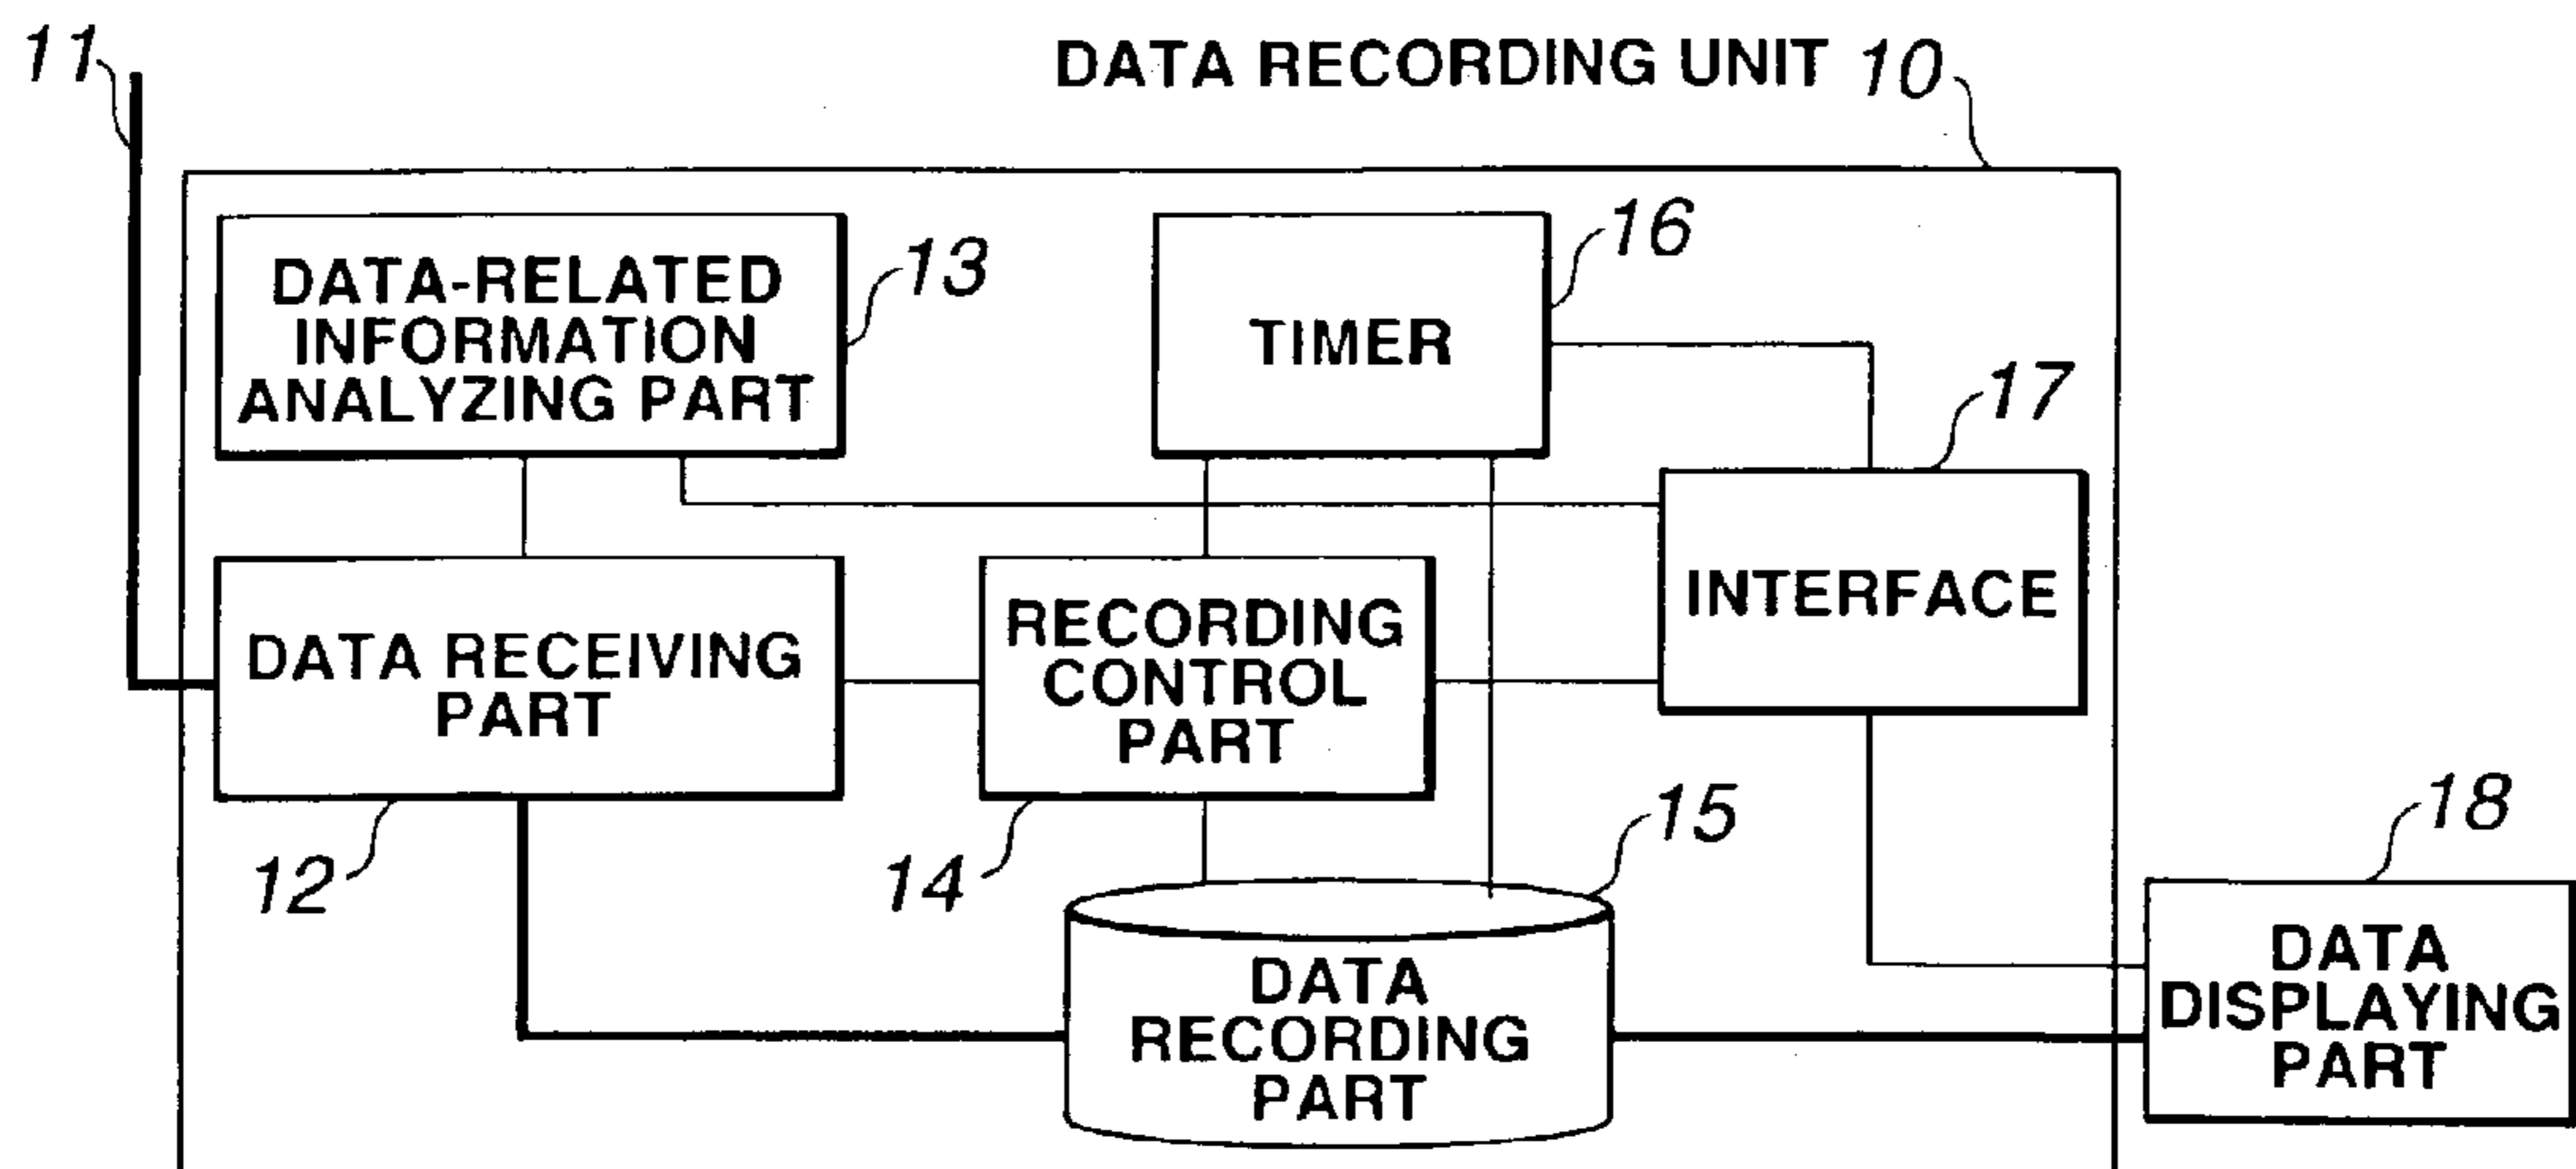 11
DATA RECORDING UNIT 10
DATA-RELATED
INFORMATION
ANALYZING PART
13
TIMER
16
17
INTERFACE
DATA RECEIVING
PART
12
RECORDING
CONTROL
PART
14
15
DATA
RECORDING
PART
18
DATA
DISPLAYING
PART